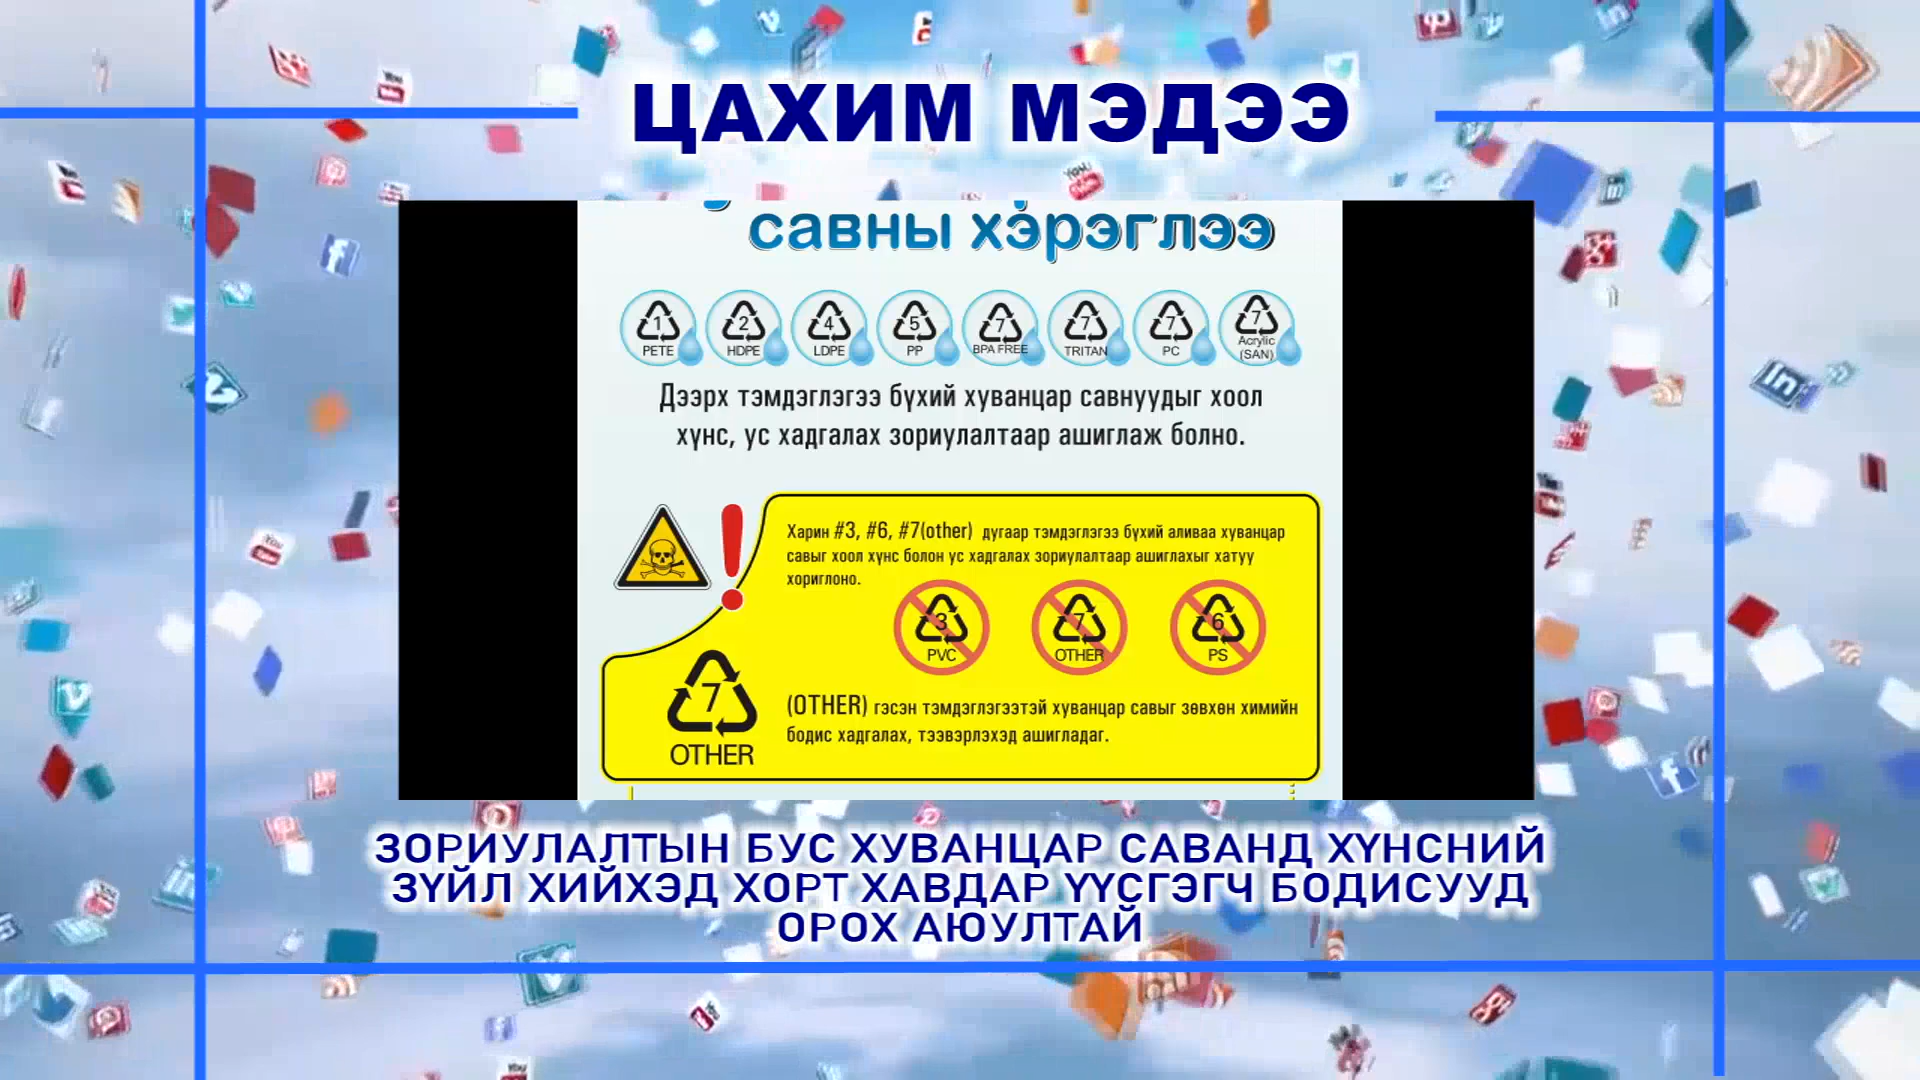 ЦАХИМ МЭДЭЭ
савны хэрэглээ
1 2 4 5 7 7 7 7
PETE HDPE LDPE PP BPA FREE TRITAN PC Acrylic (SAN)
Дээрх тэмдэглэгээ бүхий хуванцар савнуудыг хоол
хүнс, ус хадгалах зориулалтаар ашиглаж болно.
Харин #3, #6, #7(other) дугаар тэмдэглэгээ бүхий аливаа хуванцар
савыг хоол хүнс болон ус хадгалах зориулалтаар ашиглахыг хатуу
хориглоно.
3 7 6
PVC OTHER PS
7
OTHER
(OTHER) гэсэн тэмдэглэгээтэй хуванцар савыг зөвхөн химийн
бодис хадгалах, тээвэрлэхэд ашигладаг.
ЗОРИУЛАЛТЫН БУС ХУВАНЦАР САВАНД ХҮНСНИЙ
ЗҮЙЛ ХИЙХЭД ХОРТ ХАВДАР ҮҮСГЭГЧ БОДИСУУД
ОРОХ АЮУЛТАЙ